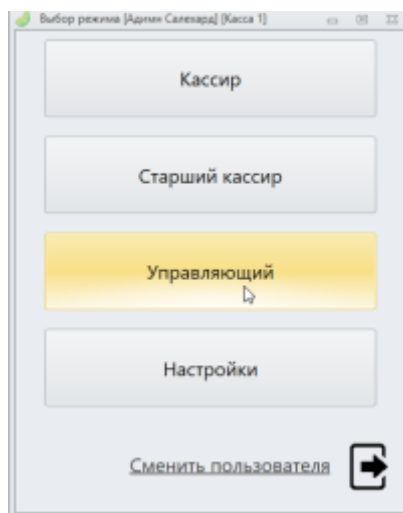 Выбор режима [Админ Салехард] [Касса 1]
Кассир
Старший кассир
Управляющий
Настройки
Сменить пользователя